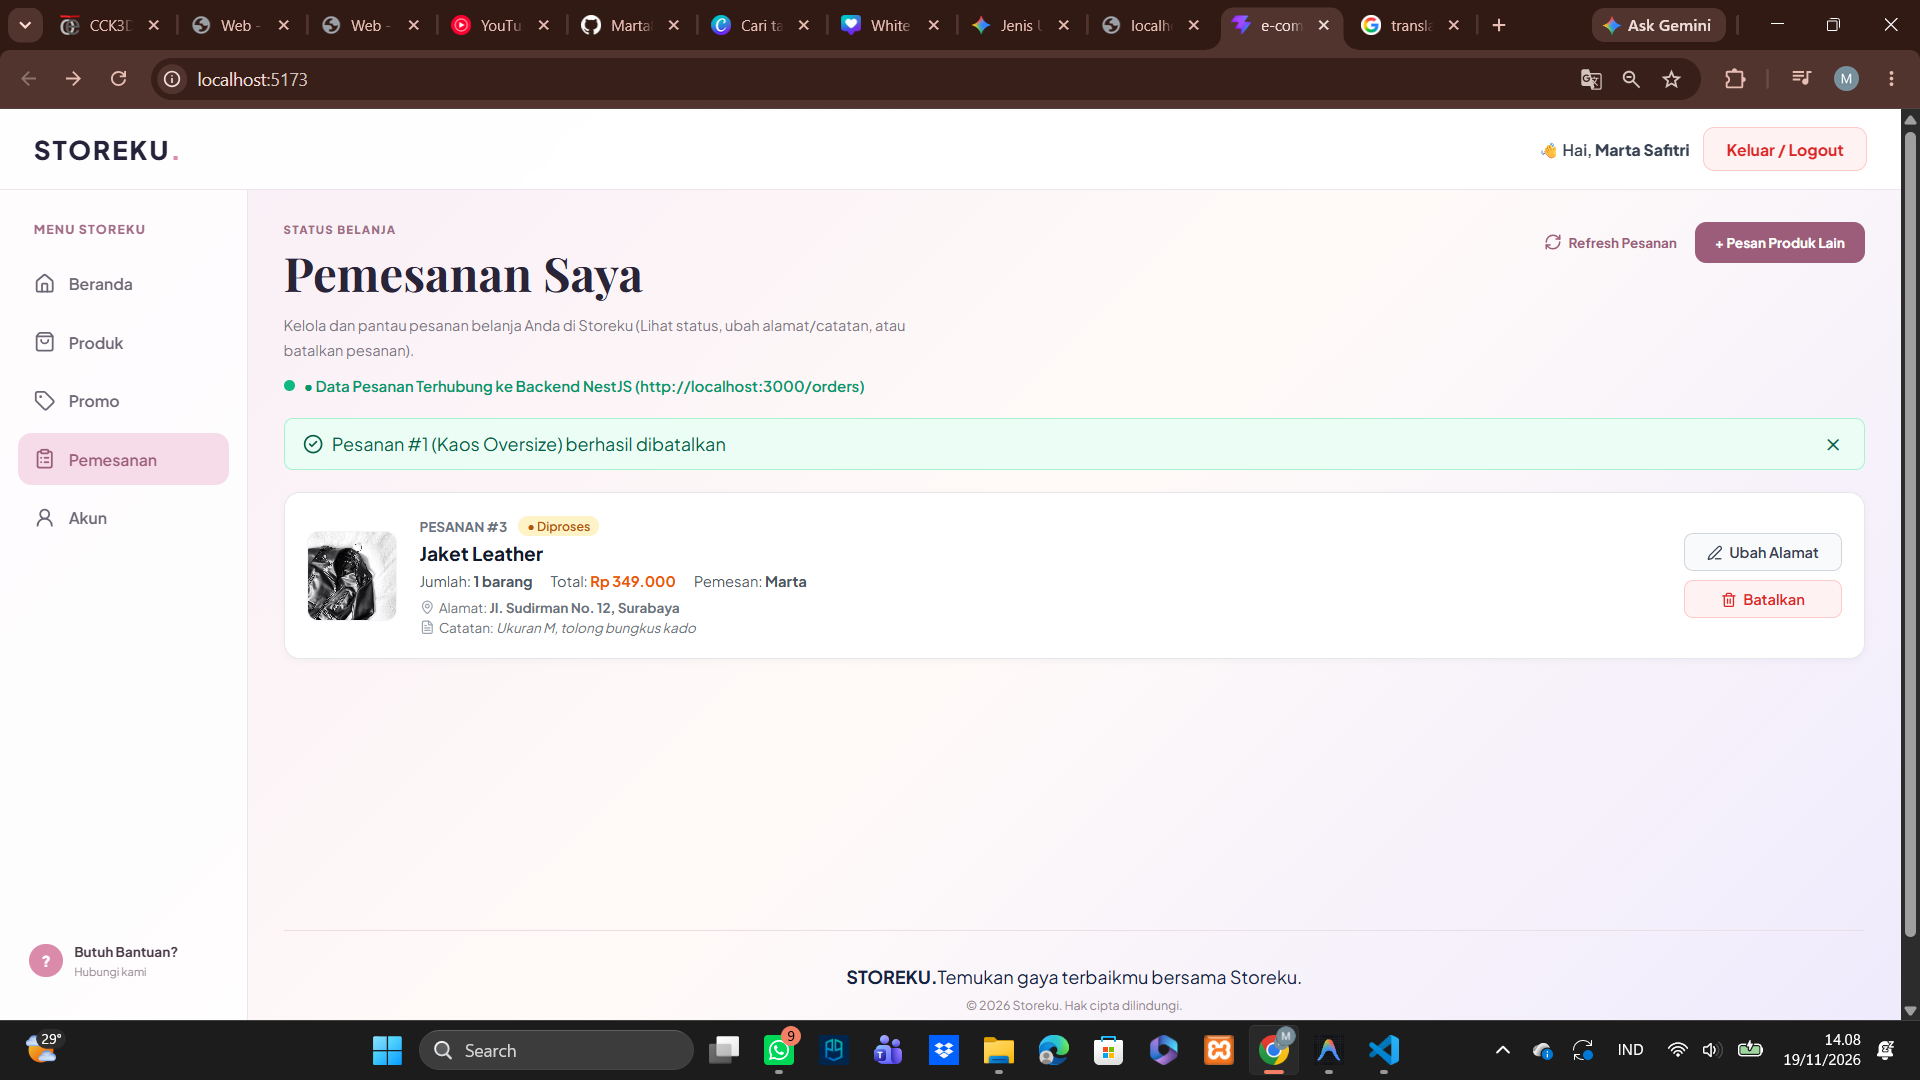 CCK3D
Web -
Web -
YouTu
Marta
Cari ta
White
Jenis U
localh
e-com
transla
Ask Gemini
localhost:5173
M
STOREKU.
👋 Hai, Marta Safitri
Keluar / Logout
MENU STOREKU
Beranda
Produk
Promo
Pemesanan
Akun
Butuh Bantuan?
Hubungi kami
STATUS BELANJA
Pemesanan Saya
Refresh Pesanan
+ Pesan Produk Lain
Kelola dan pantau pesanan belanja Anda di Storeku (Lihat status, ubah alamat/catatan, atau
batalkan pesanan).
● Data Pesanan Terhubung ke Backend NestJS (http://localhost:3000/orders)
Pesanan #1 (Kaos Oversize) berhasil dibatalkan
PESANAN #3
● Diproses
Jaket Leather
Jumlah: 1 barang Total: Rp 349.000 Pemesan: Marta
Alamat: Jl. Sudirman No. 12, Surabaya
Catatan: Ukuran M, tolong bungkus kado
Ubah Alamat
Batalkan
STOREKU.Temukan gaya terbaikmu bersama Storeku.
© 2026 Storeku. Hak cipta dilindungi.
29°
Search
9
M
IND
14.08
19/11/2026